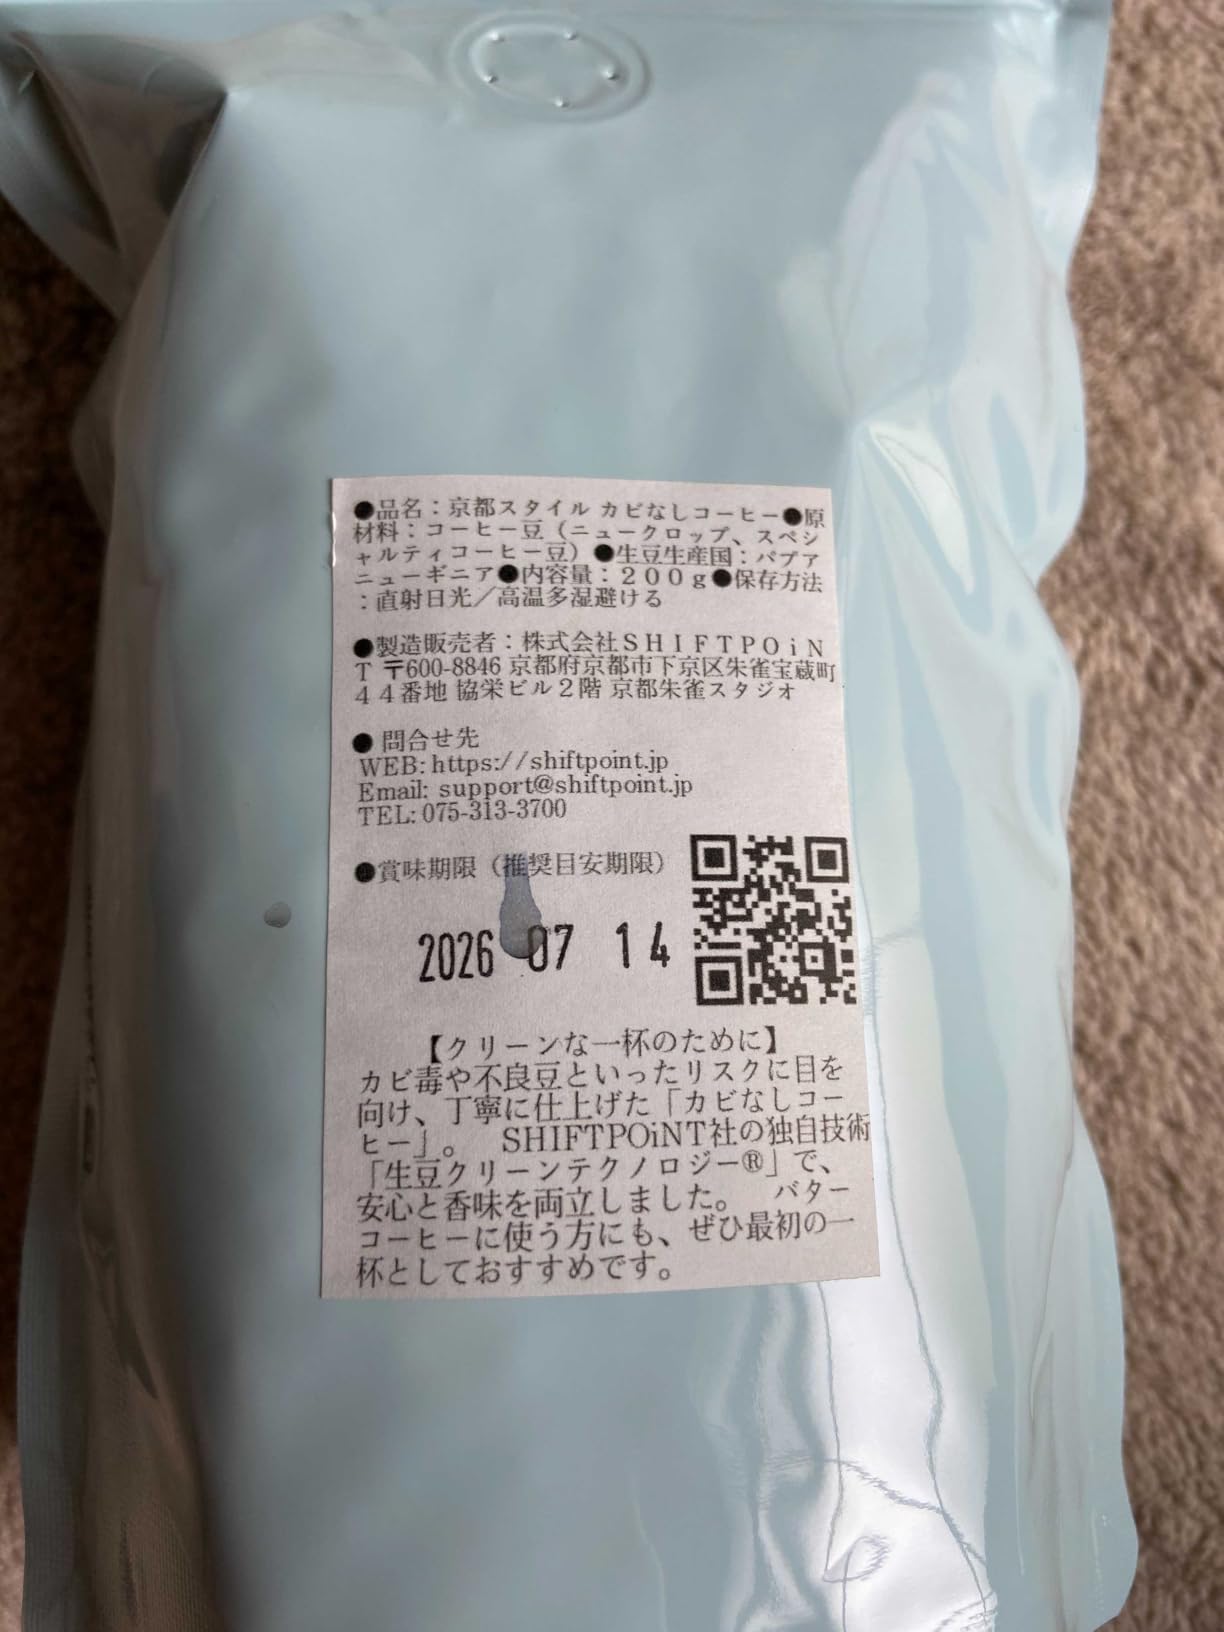 ●品名：京都スタイル カビなしコーヒー●原
材料：コーヒー豆（ニュークロップ、スペシ
ャルティコーヒー豆）●生豆生産国：パプア
ニューギニア●内容量：２００ｇ●保存方法
：直射日光／高温多湿避ける
●製造販売者：株式会社ＳＨＩＦＴＰＯｉＮ
Ｔ 〒600-8846 京都府京都市下京区朱雀宝蔵町
４４番地 協栄ビル２階 京都朱雀スタジオ
● 問合せ先
WEB: https://shiftpoint.jp
Email: support@shiftpoint.jp
TEL: 075-313-3700
●賞味期限（推奨目安期限）
2026 07 14
【クリーンな一杯のために】
カビ毒や不良豆といったリスクに目を
向け、丁寧に仕上げた「カビなしコー
ヒー」。 SHIFTPOiNT社の独自技術
「生豆クリーンテクノロジー®」で、
安心と香味を両立しました。 バター
コーヒーに使う方にも、ぜひ最初の一
杯としておすすめです。